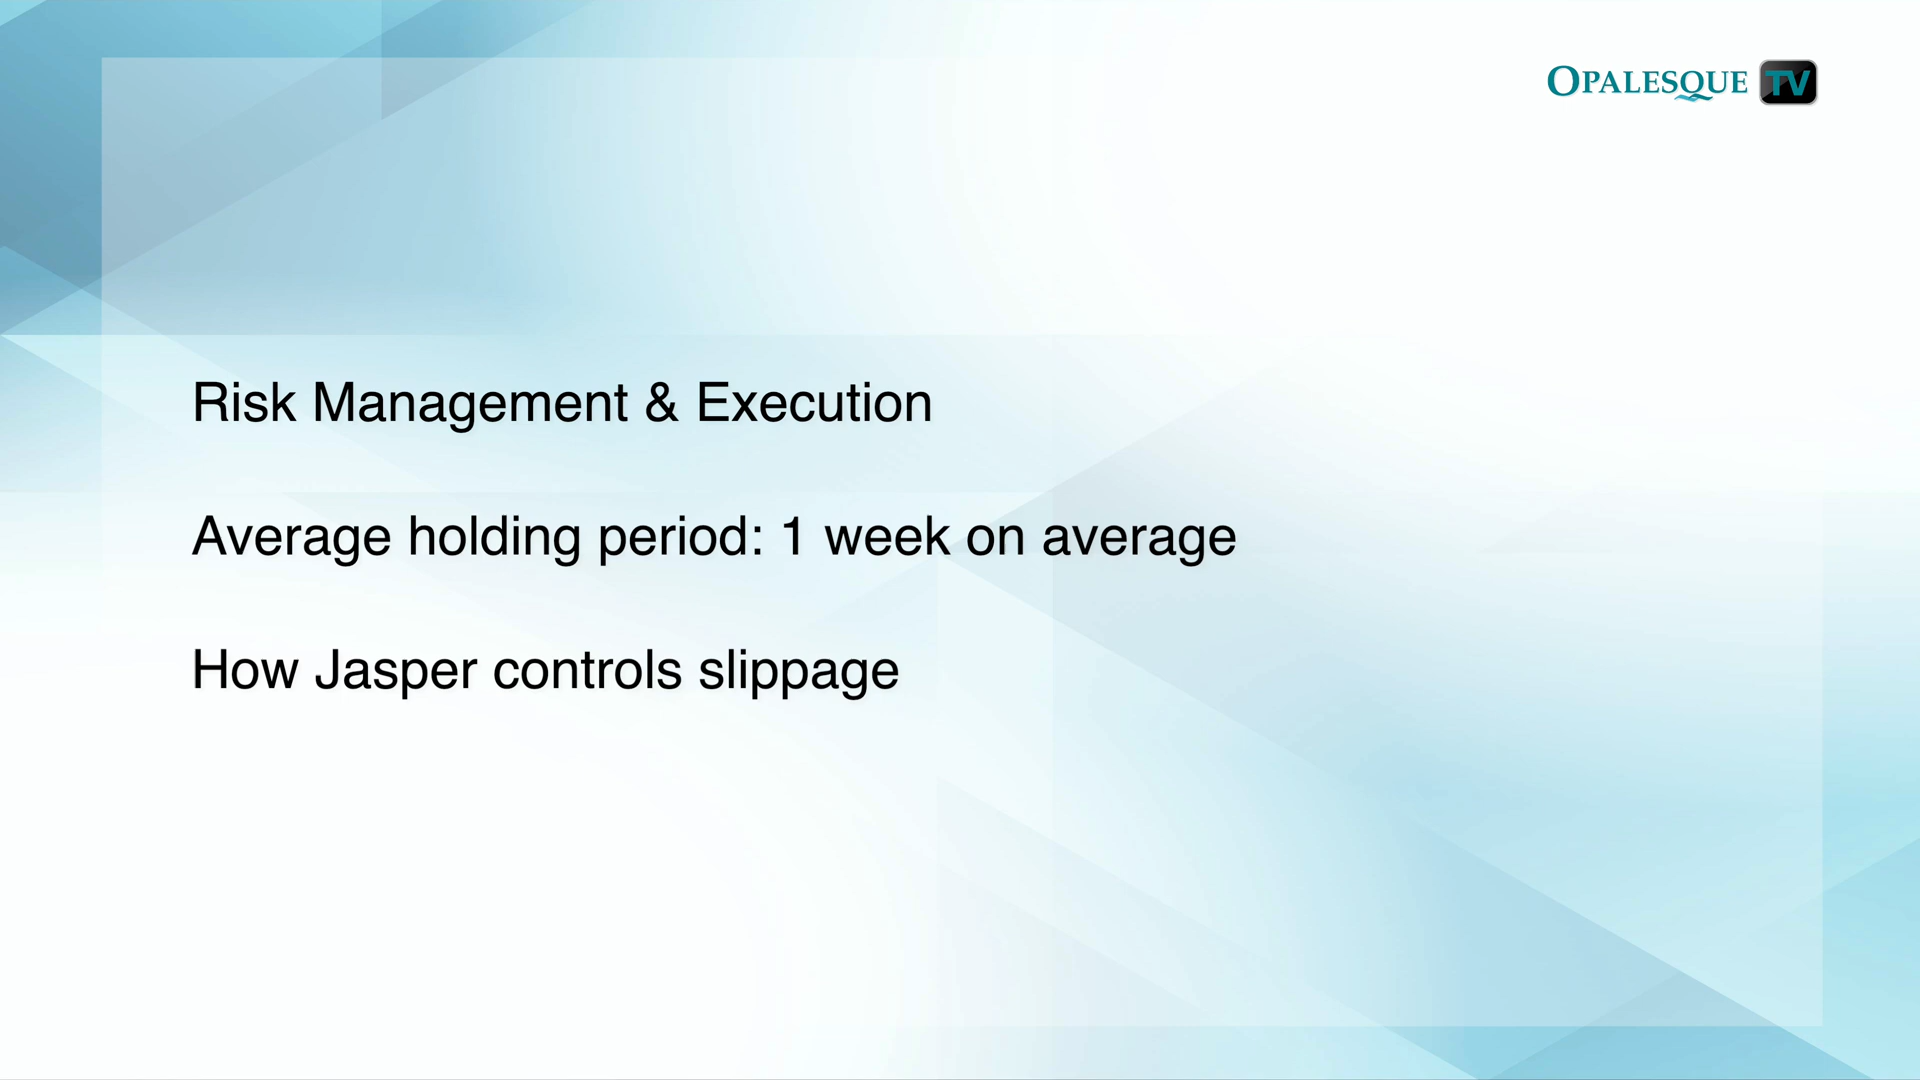 OPALESQUE TV
Risk Management & Execution
Average holding period: 1 week on average
How Jasper controls slippage